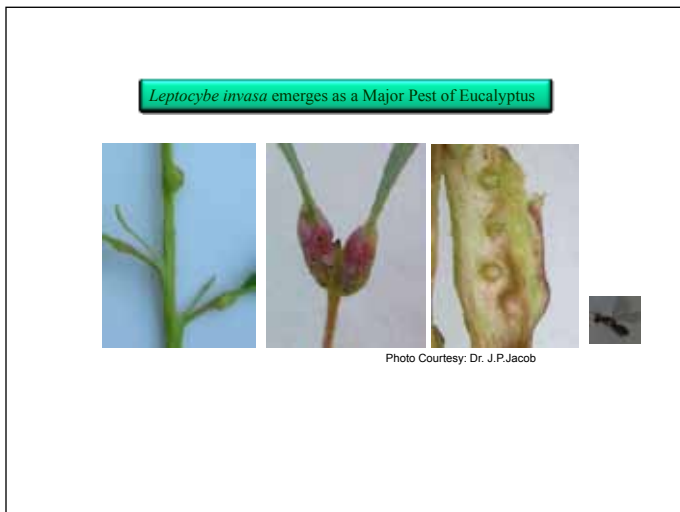 Leptocybe invasa emerges as a Major Pest of Eucalyptus
Photo Courtesy: Dr. J.P.Jacob